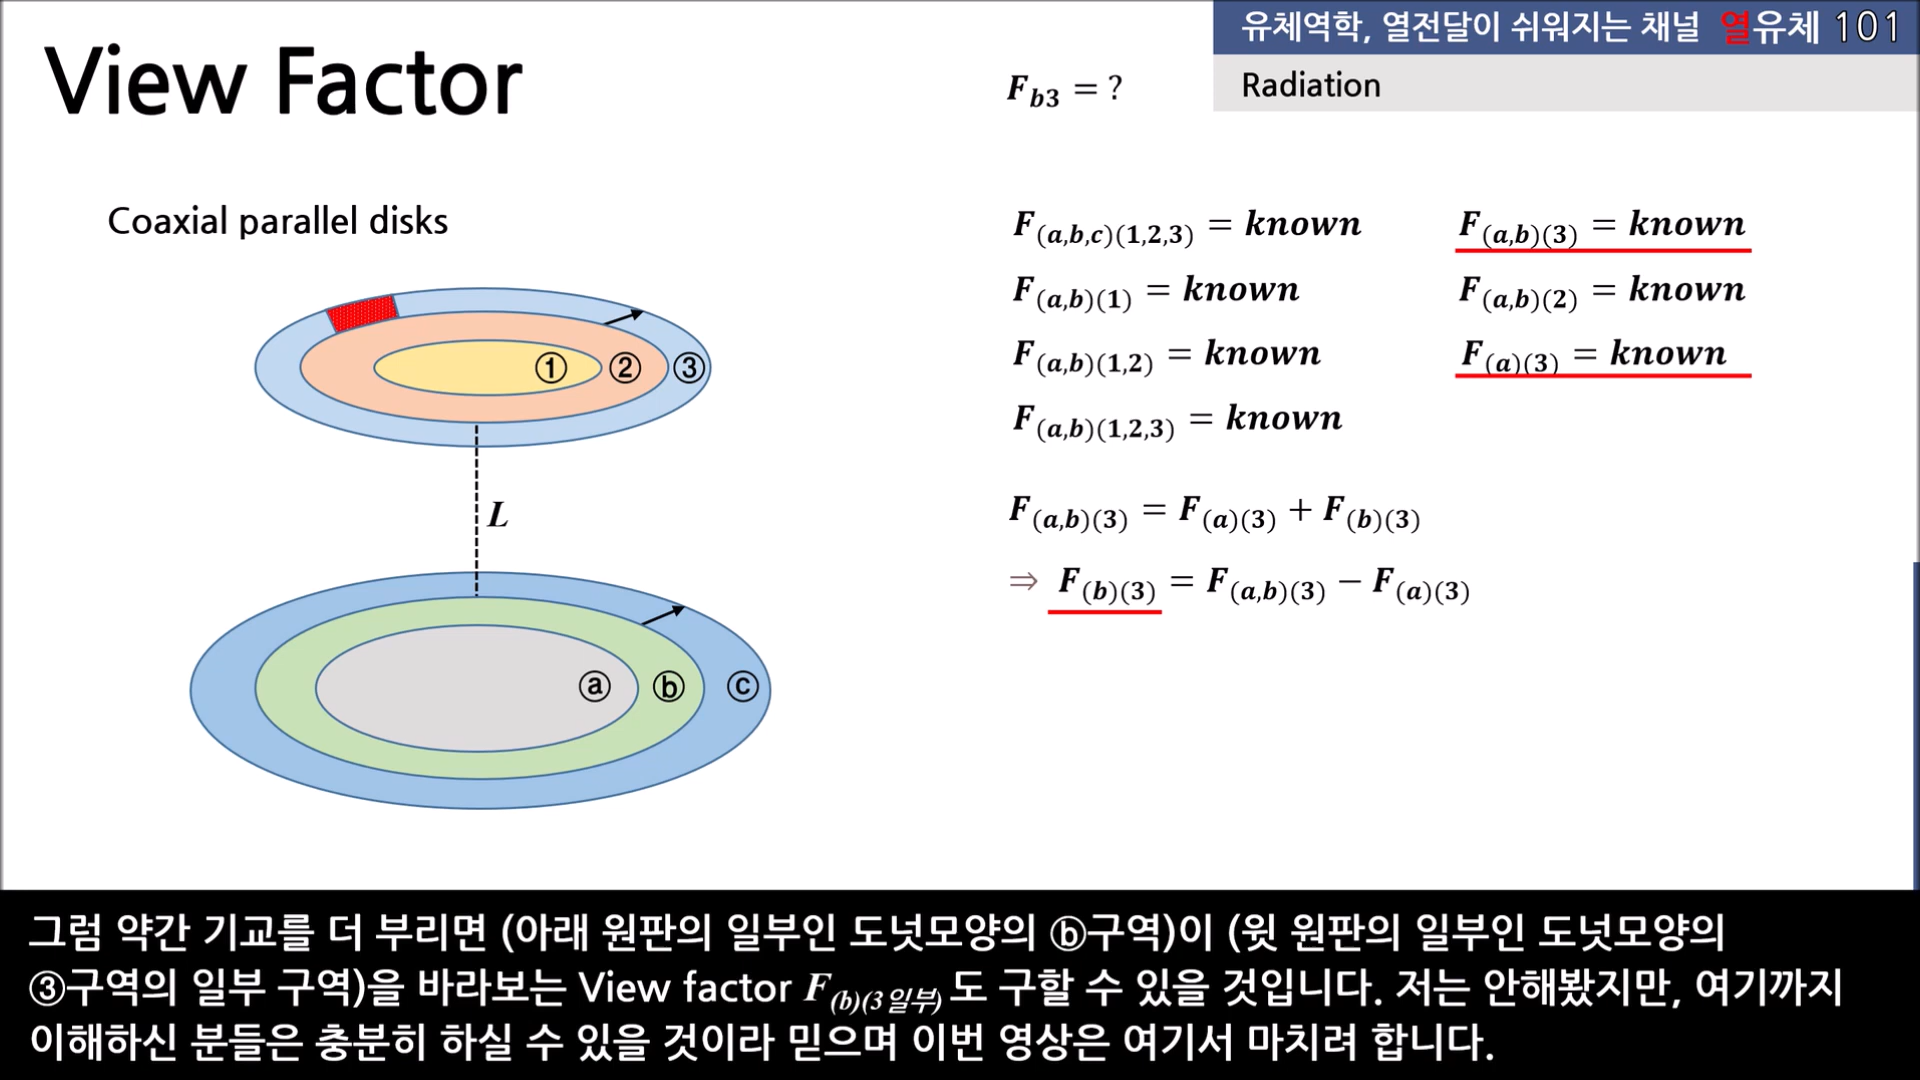 유체역학, 열전달이 쉬워지는 채널 열유체 101
View Factor
F_b3 = ?
Radiation
Coaxial parallel disks
F_(a,b,c)(1,2,3) = known
F_(a,b)(3) = known
F_(a,b)(1) = known
F_(a,b)(2) = known
F_(a,b)(1,2) = known
F_(a)(3) = known
F_(a,b)(1,2,3) = known
① ② ③
L
F_(a,b)(3) = F_(a)(3) + F_(b)(3)
⇒ F_(b)(3) = F_(a,b)(3) − F_(a)(3)
ⓐ ⓑ ⓒ
그럼 약간 기교를 더 부리면 (아래 원판의 일부인 도넛모양의 ⓑ구역)이 (윗 원판의 일부인 도넛모양의
③구역의 일부 구역)을 바라보는 View factor F_(b)(3일부) 도 구할 수 있을 것입니다. 저는 안해봤지만, 여기까지
이해하신 분들은 충분히 하실 수 있을 것이라 믿으며 이번 영상은 여기서 마치려 합니다.